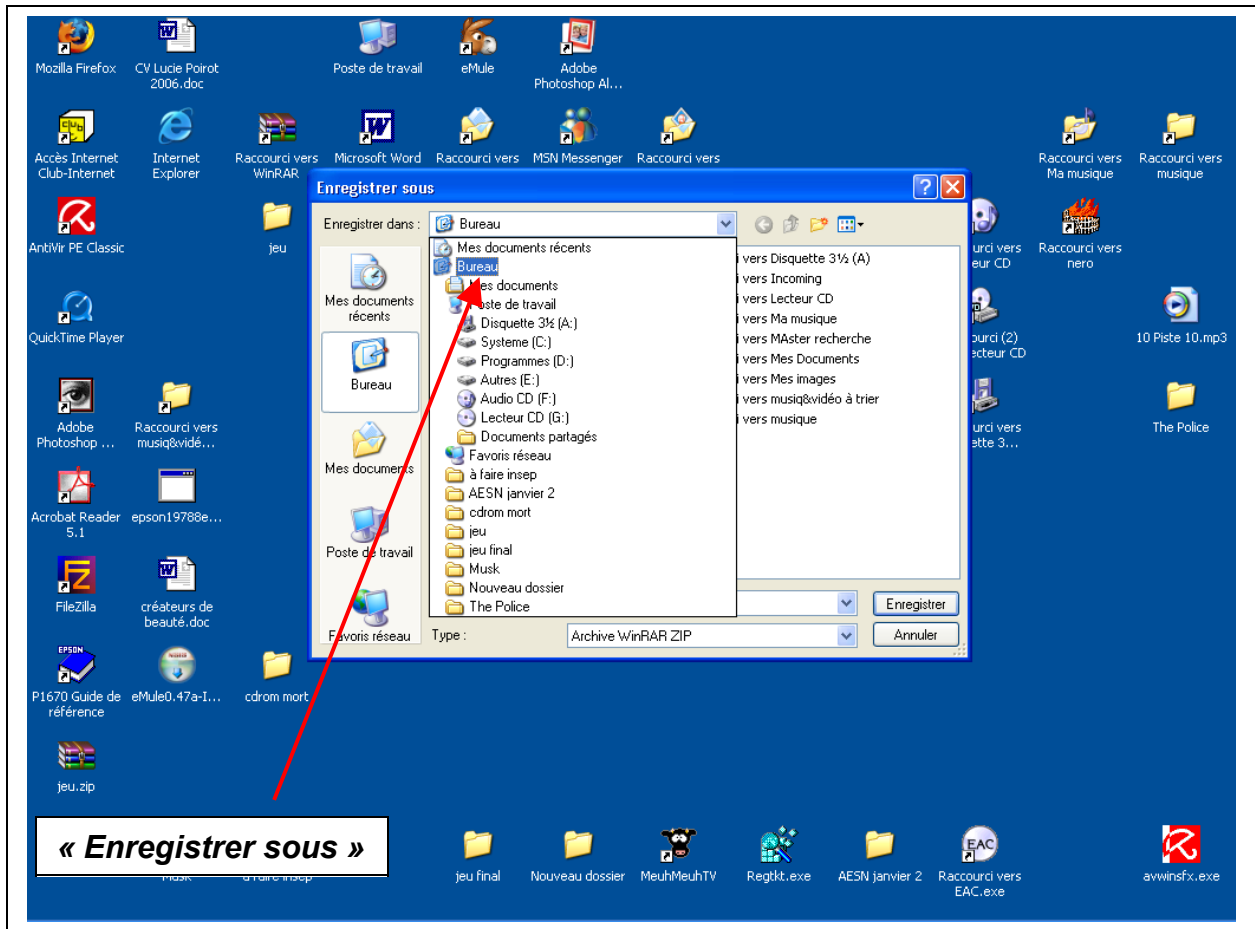 Mozilla Firefox
CV Lucie Poirot
2006.doc
Poste de travail
eMule
Adobe
Photoshop Al...
Accès Internet
Club-Internet
Internet
Explorer
Raccourci vers
WinRAR
Microsoft Word
Raccourci vers
MSN Messenger
Raccourci vers
Raccourci vers
Ma musique
Raccourci vers
musique
AntiVir PE Classic
jeu
urci vers
eur CD
Raccourci vers
nero
QuickTime Player
ourci (2)
ecteur CD
10 Piste 10.mp3
Adobe
Photoshop ...
Raccourci vers
musiq&vidé...
urci vers
ette 3...
The Police
Acrobat Reader
5.1
epson19788e...
FileZilla
créateurs de
beauté.doc
EPSON
P1670 Guide de
référence
eMule0.47a-I...
cdrom mort
jeu.zip
Enregistrer sous
Enregistrer dans :
Bureau
Mes documents
récents
Bureau
Mes documents
Poste de travail
Favoris réseau
Mes documents récents
Bureau
Mes documents
Poste de travail
Disquette 3½ (A:)
Systeme (C:)
Programmes (D:)
Autres (E:)
Audio CD (F:)
Lecteur CD (G:)
Documents partagés
Favoris réseau
à faire insep
AESN janvier 2
cdrom mort
jeu
jeu final
Musk
Nouveau dossier
The Police
i vers Disquette 3½ (A)
i vers Incoming
i vers Lecteur CD
i vers Ma musique
i vers MAster recherche
i vers Mes Documents
i vers Mes images
i vers musiq&vidéo à trier
i vers musique
Enregistrer
Type :
Archive WinRAR ZIP
Annuler
« Enregistrer sous »
Musk
à faire insep
jeu final
Nouveau dossier
MeuhMeuhTV
Regtkt.exe
AESN janvier 2
EAC
Raccourci vers
EAC.exe
avwinsfx.exe